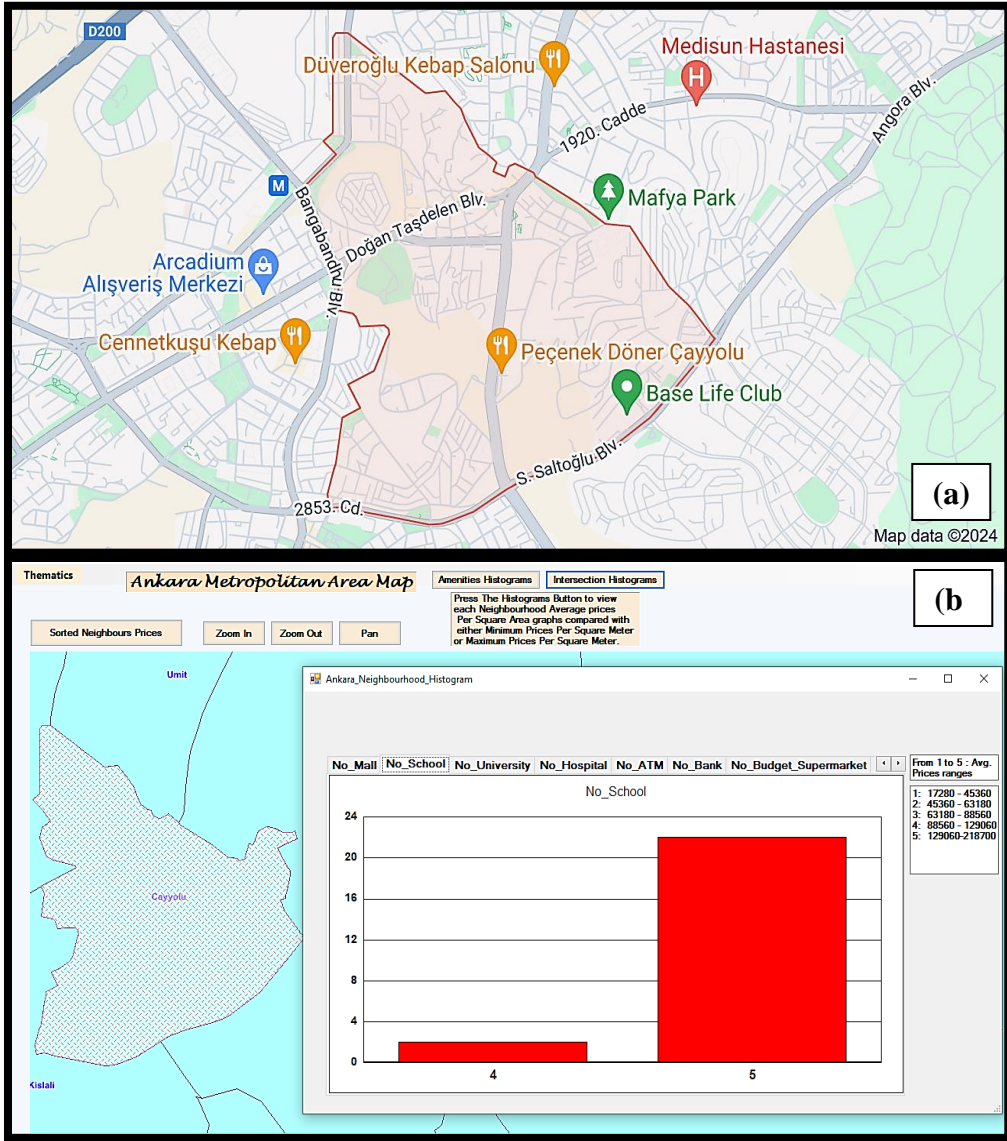 D200
Düveroğlu Kebap Salonu
Medisun Hastanesi
1920. Cadde
Angora Blv.
M
Bangabandhu Blv.
Doğan Taşdelen Blv.
Mafya Park
Arcadium
Alışveriş Merkezi
Cennetkuşu Kebap
Peçenek Döner Çayyolu
Base Life Club
S. Saltoğlu Blv.
2853. Cd.
(a)
Map data ©2024
Thematics
Ankara Metropolitan Area Map
Amenities Histograms
Intersection Histograms
(b
Press The Histograms Button to view
each Neighbourhood Average prices
Per Square Area graphs compared with
either Minimum Prices Per Square Meter
or Maximum Prices Per Square Meter.
Sorted Neighbours Prices
Zoom In
Zoom Out
Pan
Umit
Cayyolu
Kislali
Ankara_Neighbourhood_Histogram
No_Mall
No_School
No_University
No_Hospital
No_ATM
No_Bank
No_Budget_Supermarket
From 1 to 5 : Avg.
Prices ranges
1: 17280 - 45360
2: 45360 - 63180
3: 63180 - 88560
4: 88560 - 129060
5: 129060-218700
No_School
24
20
16
12
8
4
0
4
5